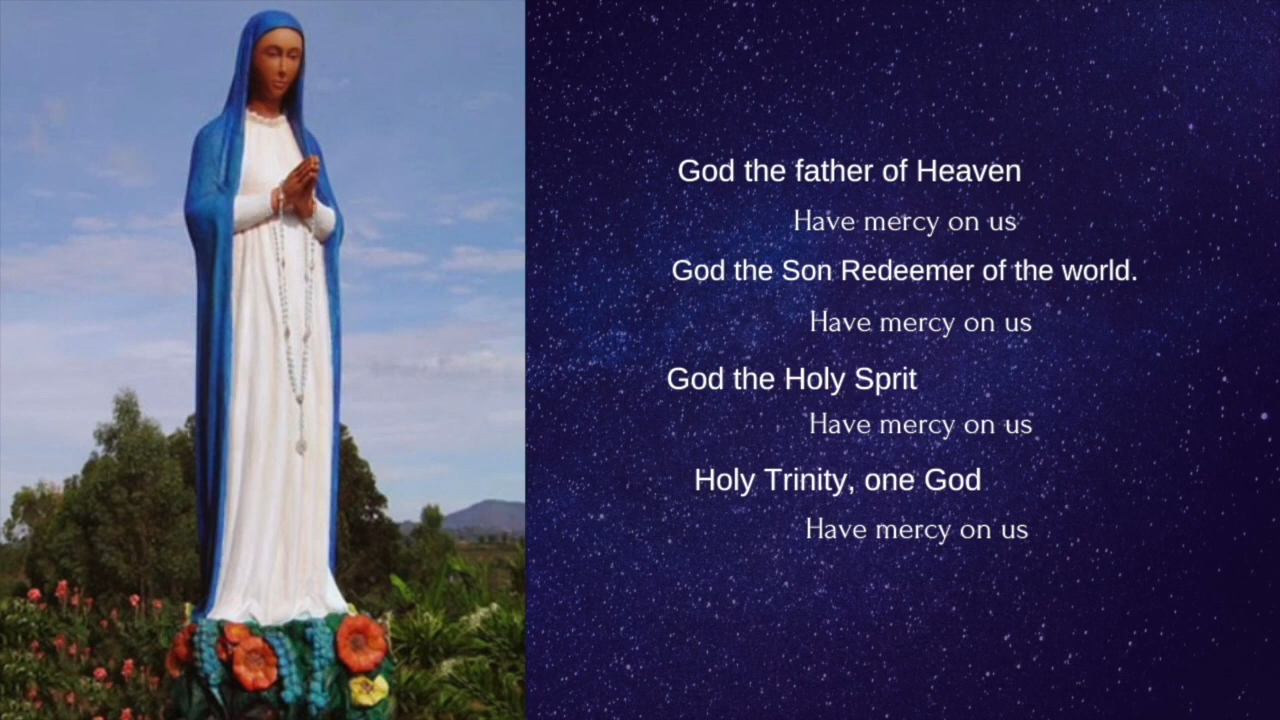 God the father of Heaven
Have mercy on us
God the Son Redeemer of the world.
Have mercy on us
God the Holy Sprit
Have mercy on us
Holy Trinity, one God
Have mercy on us